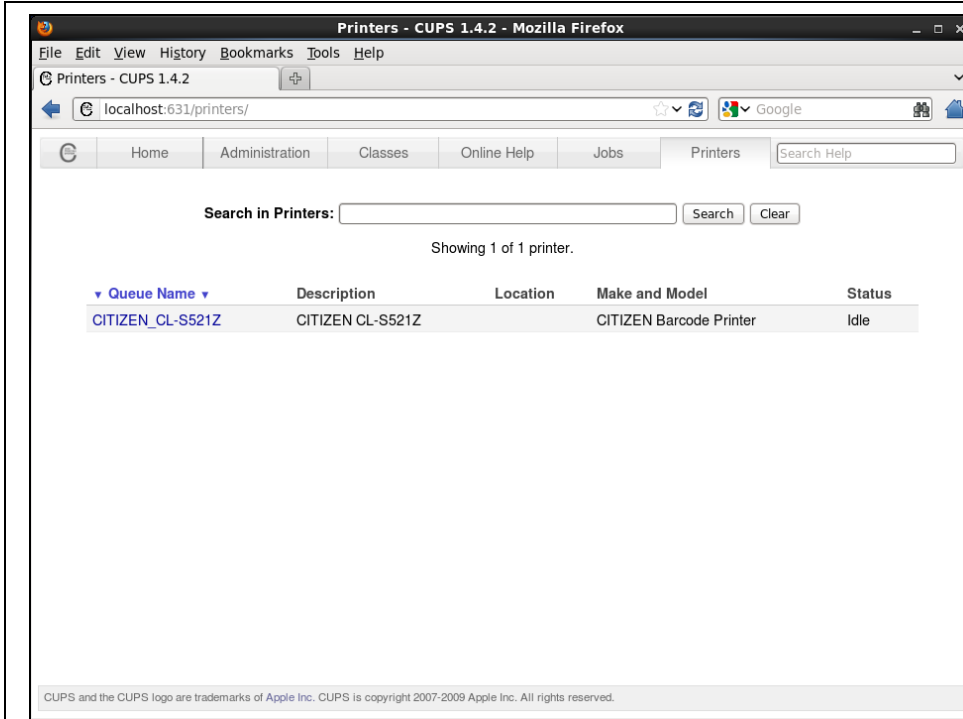 Printers - CUPS 1.4.2 - Mozilla Firefox
File Edit View History Bookmarks Tools Help
Printers - CUPS 1.4.2
localhost:631/printers/ Google
Home Administration Classes Online Help Jobs Printers Search Help
Search in Printers: Search Clear
Showing 1 of 1 printer.
▼ Queue Name ▼ Description Location Make and Model Status
CITIZEN_CL-S521Z CITIZEN CL-S521Z CITIZEN Barcode Printer Idle
CUPS and the CUPS logo are trademarks of Apple Inc. CUPS is copyright 2007-2009 Apple Inc. All rights reserved.